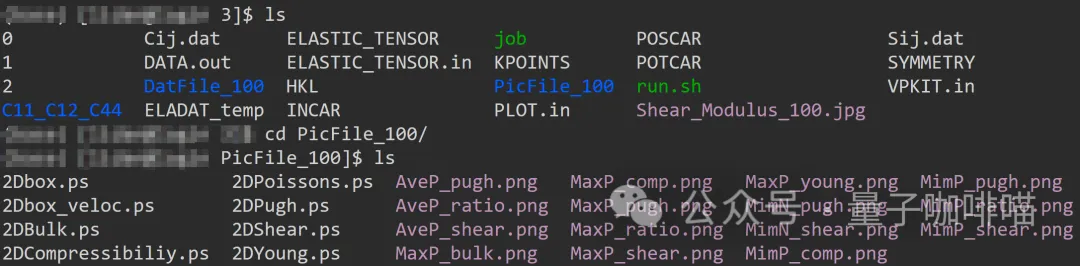 3]$ ls
0 Cij.dat ELASTIC_TENSOR job POSCAR Sij.dat
1 DATA.out ELASTIC_TENSOR.in KPOINTS POTCAR SYMMETRY
2 DatFile_100 HKL PicFile_100 run.sh VPKIT.in
C11_C12_C44 ELADAT_temp INCAR PLOT.in Shear_Modulus_100.jpg
cd PicFile_100/
PicFile_100]$ ls
2Dbox.ps 2DPoissons.ps AveP_pugh.png MaxP_comp.png MaxP_young.png MimP_pugh.png
2Dbox_veloc.ps 2DPugh.ps AveP_ratio.png MaxP_pugh.png MimN_pugh.png MimP_ratio.png
2DBulk.ps 2DShear.ps AveP_shear.png MaxP_ratio.png MimN_shear.png MimP_shear.png
2DCompressibiliy.ps 2DYoung.ps MaxP_bulk.png MaxP_shear.png MimP_comp.png
公众号·量子咖啡喵